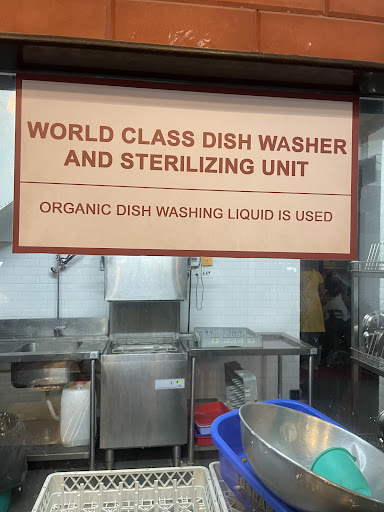 WORLD CLASS DISH WASHER
AND STERILIZING UNIT
ORGANIC DISH WASHING LIQUID IS USED